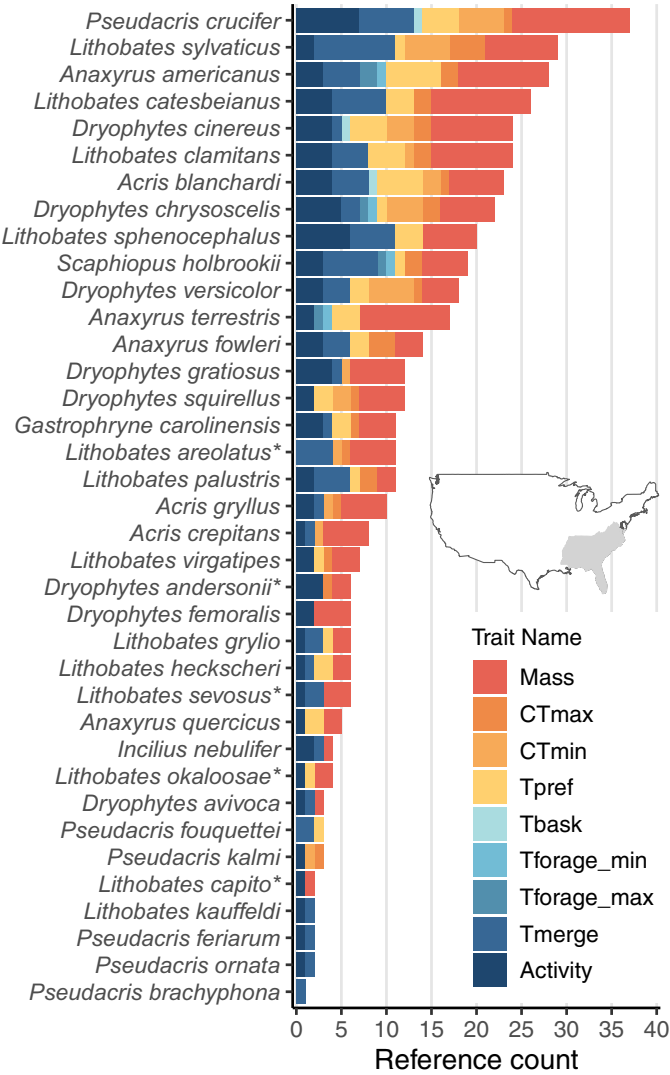 Pseudacris crucifer
Lithobates sylvaticus
Anaxyrus americanus
Lithobates catesbeianus
Dryophytes cinereus
Lithobates clamitans
Acris blanchardi
Dryophytes chrysoscelis
Lithobates sphenocephalus
Scaphiopus holbrookii
Dryophytes versicolor
Anaxyrus terrestris
Anaxyrus fowleri
Dryophytes gratiosus
Dryophytes squirellus
Gastrophryne carolinensis
Lithobates areolatus*
Lithobates palustris
Acris gryllus
Acris crepitans
Lithobates virgatipes
Dryophytes andersonii*
Dryophytes femoralis
Lithobates grylio
Lithobates heckscheri
Lithobates sevosus*
Anaxyrus quercicus
Incilius nebulifer
Lithobates okaloosae*
Dryophytes avivoca
Pseudacris fouquettei
Pseudacris kalmi
Lithobates capito*
Lithobates kauffeldi
Pseudacris feriarum
Pseudacris ornata
Pseudacris brachyphona
Trait Name
Mass
CTmax
CTmin
Tpref
Tbask
Tforage_min
Tforage_max
Tmerge
Activity
0 5 10 15 20 25 30 35 40
Reference count